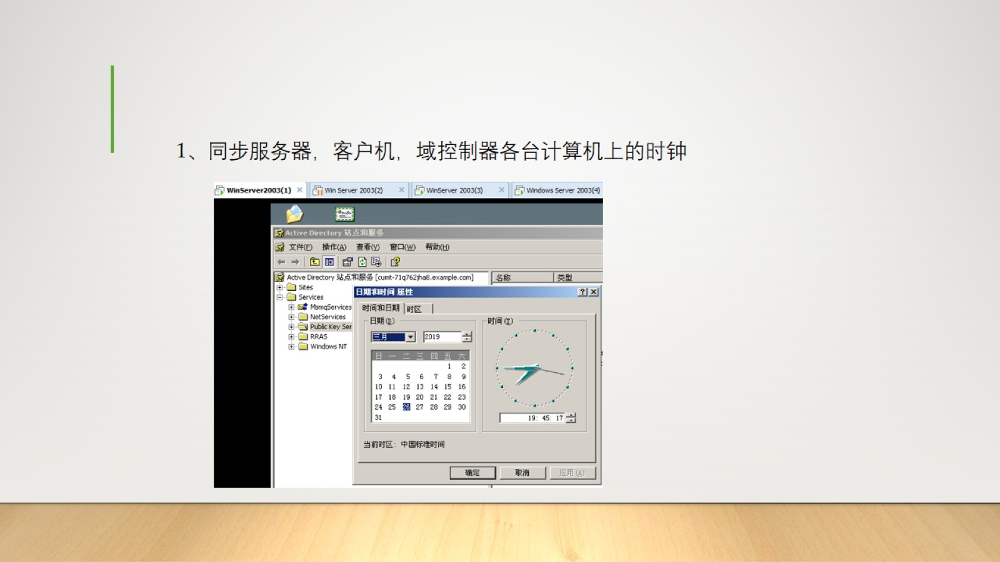 1、同步服务器，客户机，域控制器各台计算机上的时钟
WinServer2003(1) Win Server 2003(2) WinServer 2003(3) Windows Server 2003(4)
Active Directory 站点和服务
文件(F) 操作(A) 查看(V) 窗口(W) 帮助(H)
Active Directory 站点和服务 [cumt-71q762jha8.example.com] 名称 类型
Sites
Services
MsmqServices
NetServices
Public Key Ser
RRAS
Windows NT
日期和时间 属性
时间和日期 时区
日期(D) 时间(T)
三月 2019
日 一 二 三 四 五 六
1 2
3 4 5 6 7 8 9
10 11 12 13 14 15 16
17 18 19 20 21 22 23
24 25 26 27 28 29 30
31
19: 45: 17
当前时区: 中国标准时间
确定 取消 应用(A)